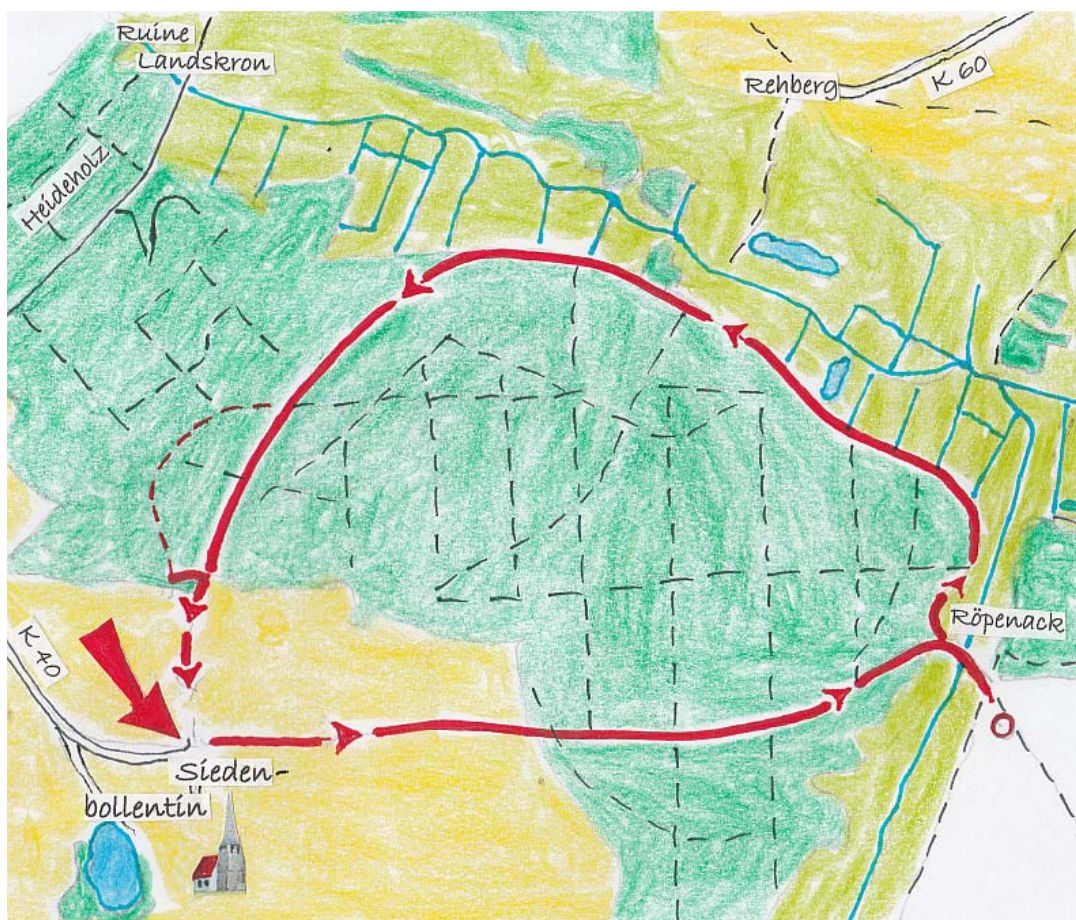 Ruine
Landskron
Rehberg
K 60
Heideholz
Röpenack
K 40
Sieden-
bollentin